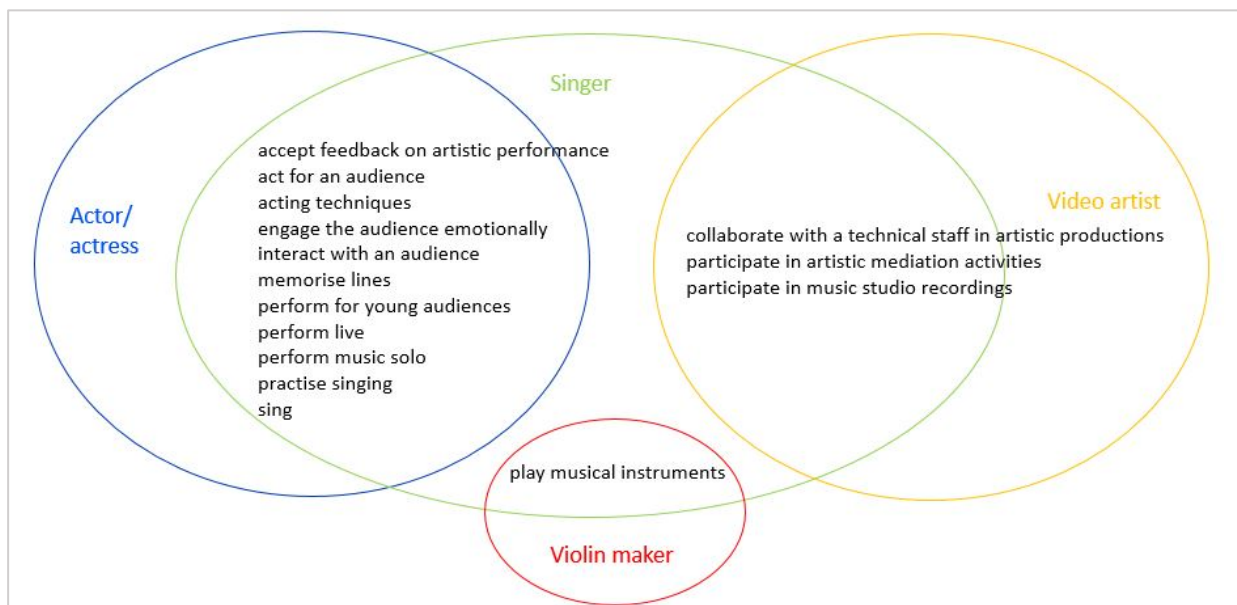 Singer
accept feedback on artistic performance
act for an audience
acting techniques
engage the audience emotionally
interact with an audience
memorise lines
perform for young audiences
perform live
perform music solo
practise singing
sing
Actor/
actress
Video artist
collaborate with a technical staff in artistic productions
participate in artistic mediation activities
participate in music studio recordings
play musical instruments
Violin maker